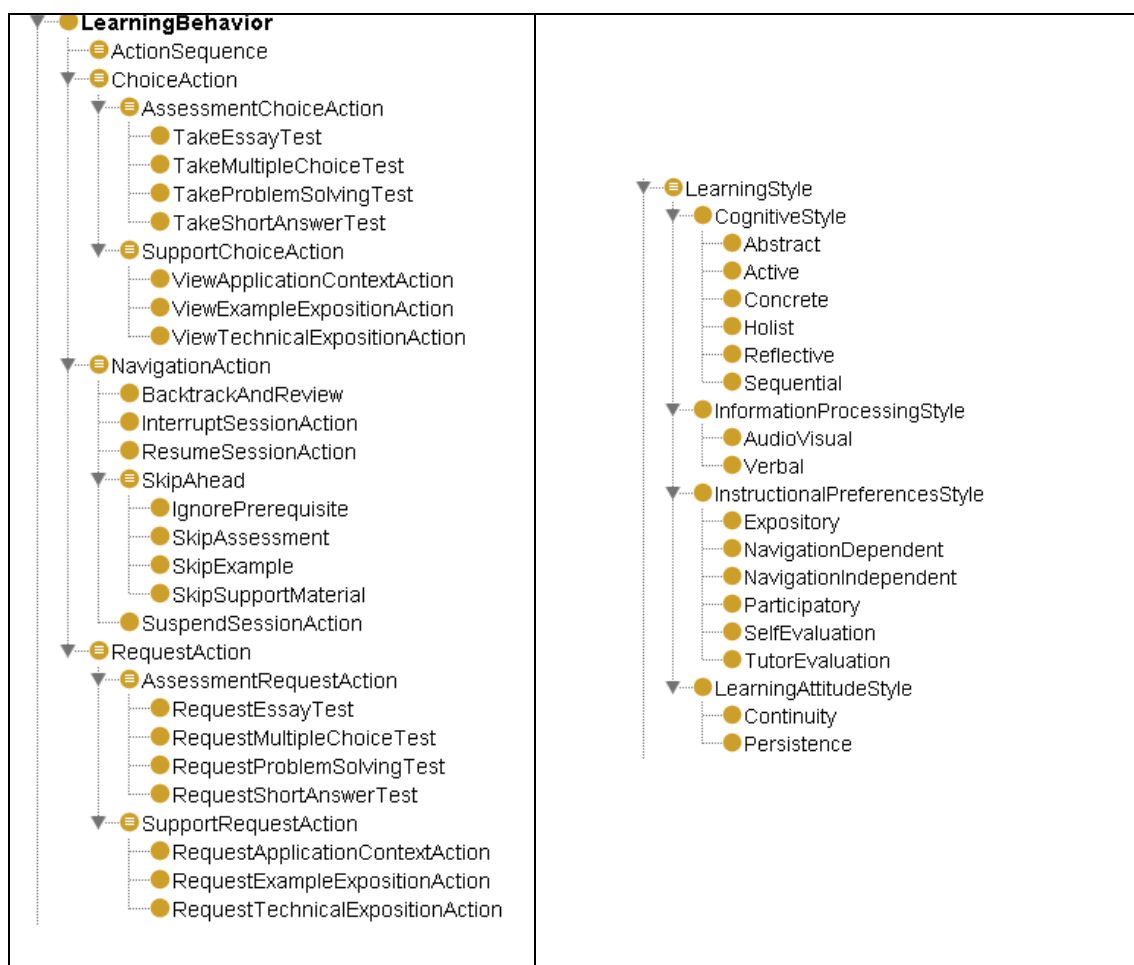 LearningBehavior
ActionSequence
ChoiceAction
AssessmentChoiceAction
TakeEssayTest
TakeMultipleChoiceTest
TakeProblemSolvingTest
TakeShortAnswerTest
SupportChoiceAction
ViewApplicationContextAction
ViewExampleExpositionAction
ViewTechnicalExpositionAction
NavigationAction
BacktrackAndReview
InterruptSessionAction
ResumeSessionAction
SkipAhead
IgnorePrerequisite
SkipAssessment
SkipExample
SkipSupportMaterial
SuspendSessionAction
RequestAction
AssessmentRequestAction
RequestEssayTest
RequestMultipleChoiceTest
RequestProblemSolvingTest
RequestShortAnswerTest
SupportRequestAction
RequestApplicationContextAction
RequestExampleExpositionAction
RequestTechnicalExpositionAction
LearningStyle
CognitiveStyle
Abstract
Active
Concrete
Holist
Reflective
Sequential
InformationProcessingStyle
AudioVisual
Verbal
InstructionalPreferencesStyle
Expository
NavigationDependent
NavigationIndependent
Participatory
SelfEvaluation
TutorEvaluation
LearningAttitudeStyle
Continuity
Persistence